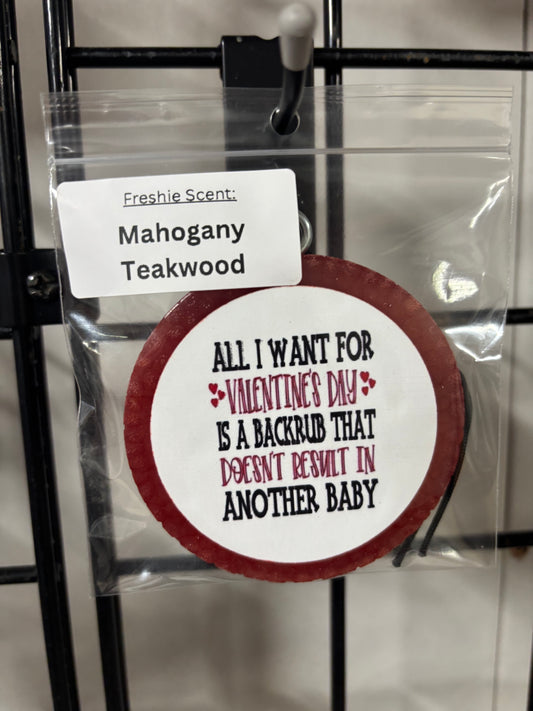 Freshie Scent:
Mahogany
Teakwood
ALL I WANT FOR
VALENTINE'S DAY
IS A BACKRUB THAT
DOESN'T RESULT IN
ANOTHER BABY